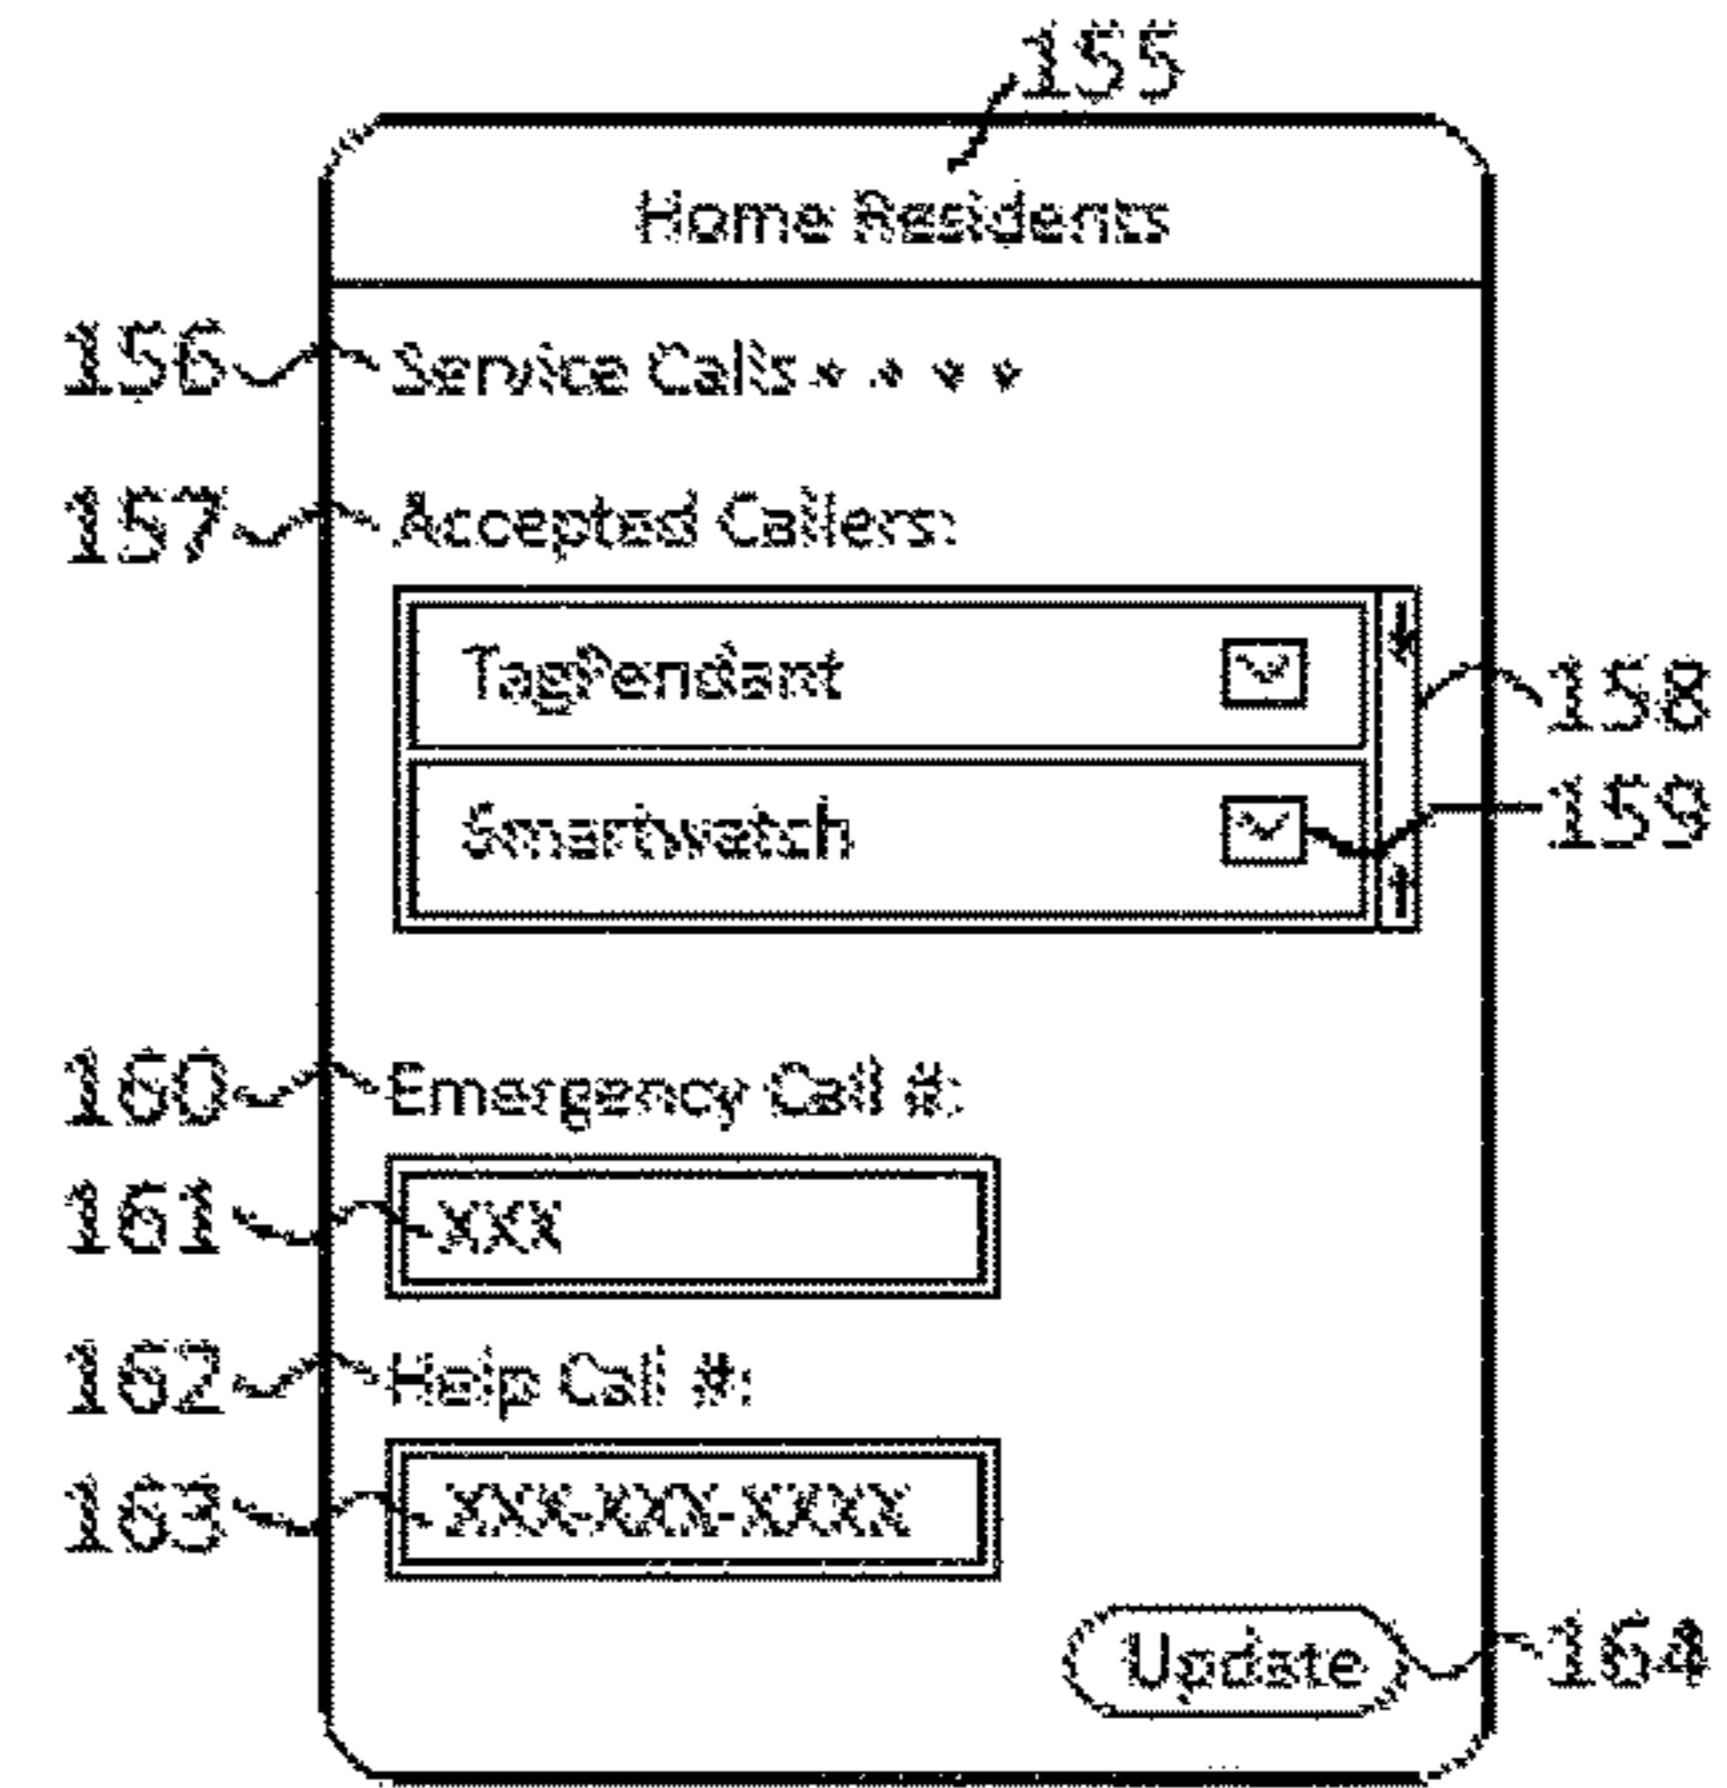 155
Home Residents
156 Service Calls * * * *
157 Accepted Callers:
TagPendant
158
Smartwatch 159
160 Emergency Call #:
161 XXX
162 Help Call #:
163 XXX-XXX-XXXX
Update 164